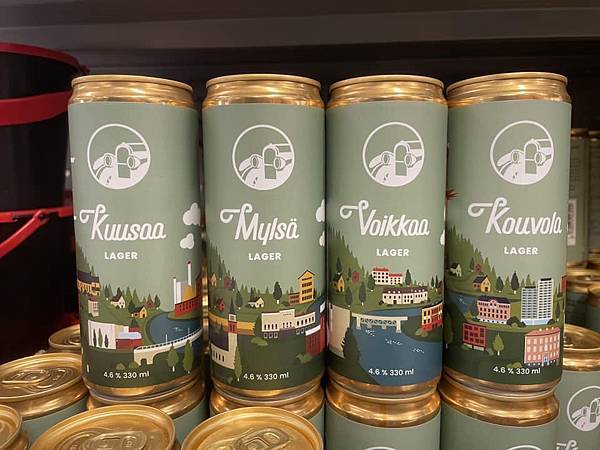 Kuusaa
LAGER
4.6 % 330 ml
Mylsä
LAGER
4.6 % 330 ml
Voikkaa
LAGER
4.6 % 330 ml
Kouvola
LAGER
4.6 % 330 ml